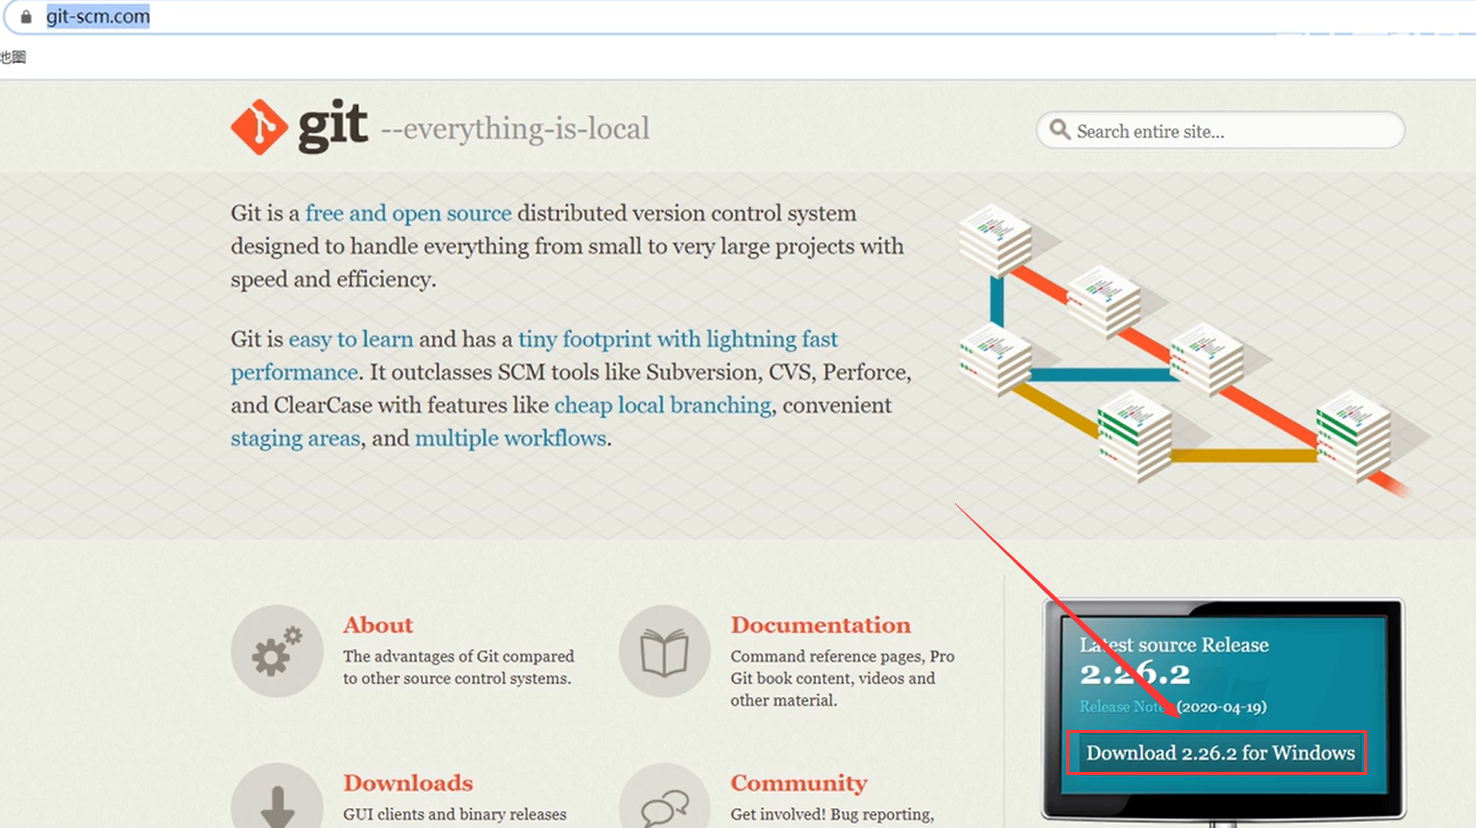 git-scm.com
地圖
git --everything-is-local
Search entire site...
Git is a free and open source distributed version control system
designed to handle everything from small to very large projects with
speed and efficiency.
Git is easy to learn and has a tiny footprint with lightning fast
performance. It outclasses SCM tools like Subversion, CVS, Perforce,
and ClearCase with features like cheap local branching, convenient
staging areas, and multiple workflows.
About
The advantages of Git compared
to other source control systems.
Documentation
Command reference pages, Pro
Git book content, videos and
other material.
Downloads
GUI clients and binary releases
Community
Get involved! Bug reporting,
Latest source Release
2.26.2
Release Notes (2020-04-19)
Download 2.26.2 for Windows